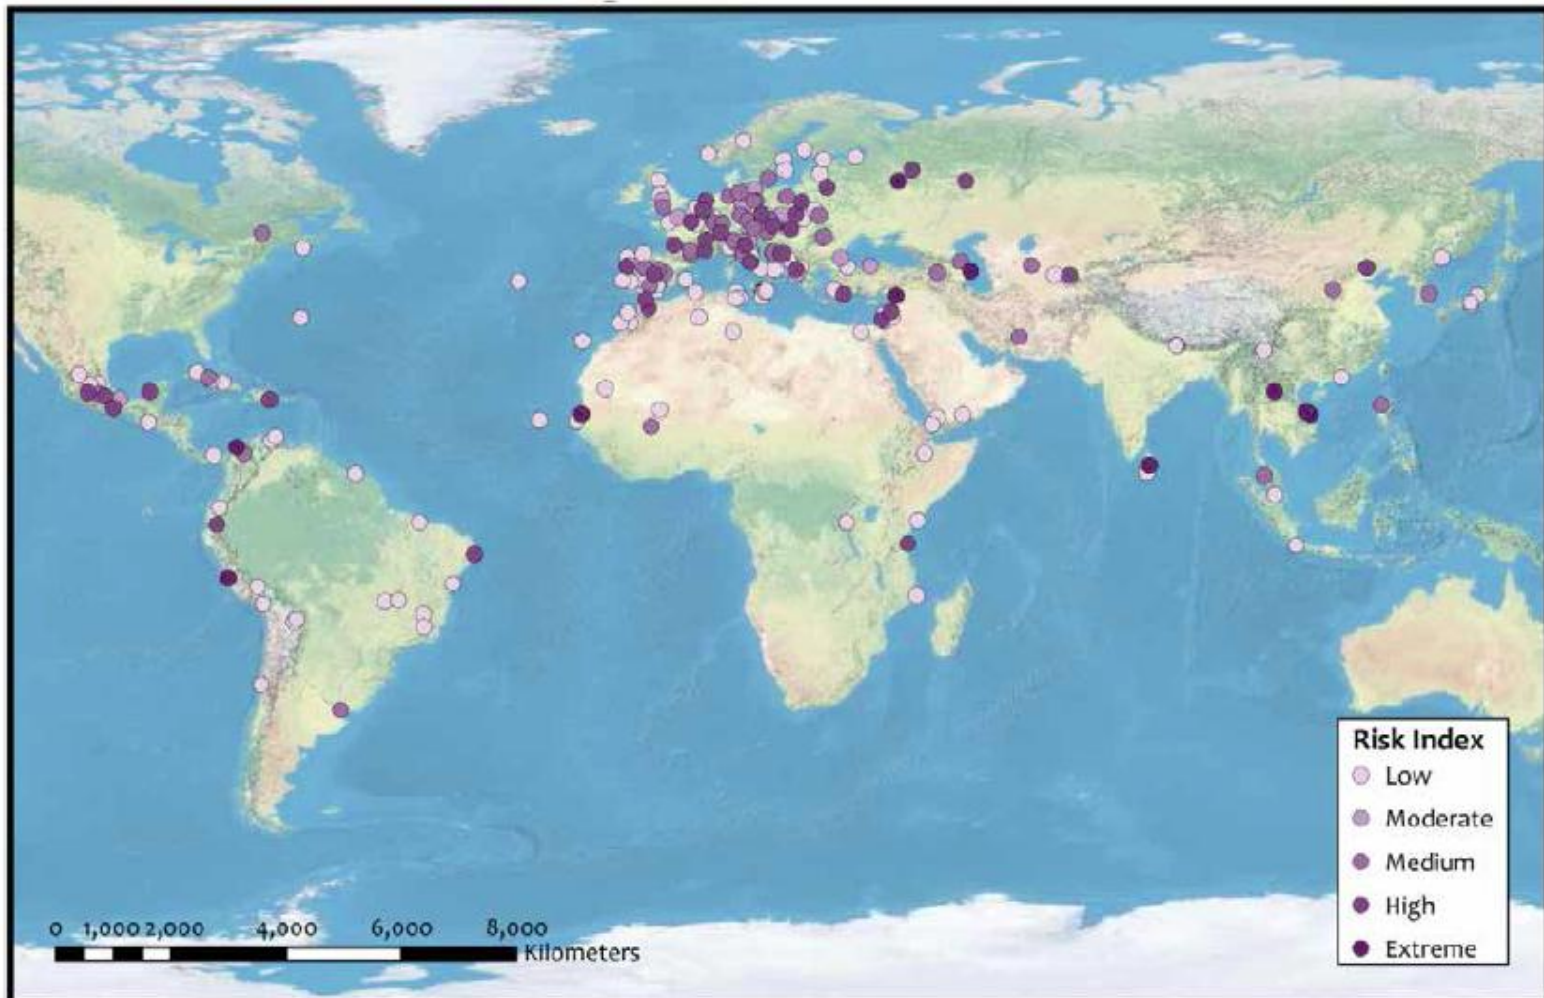 Risk Index
Low
Moderate
Medium
High
Extreme
0 1,000 2,000 4,000 6,000 8,000
Kilometers